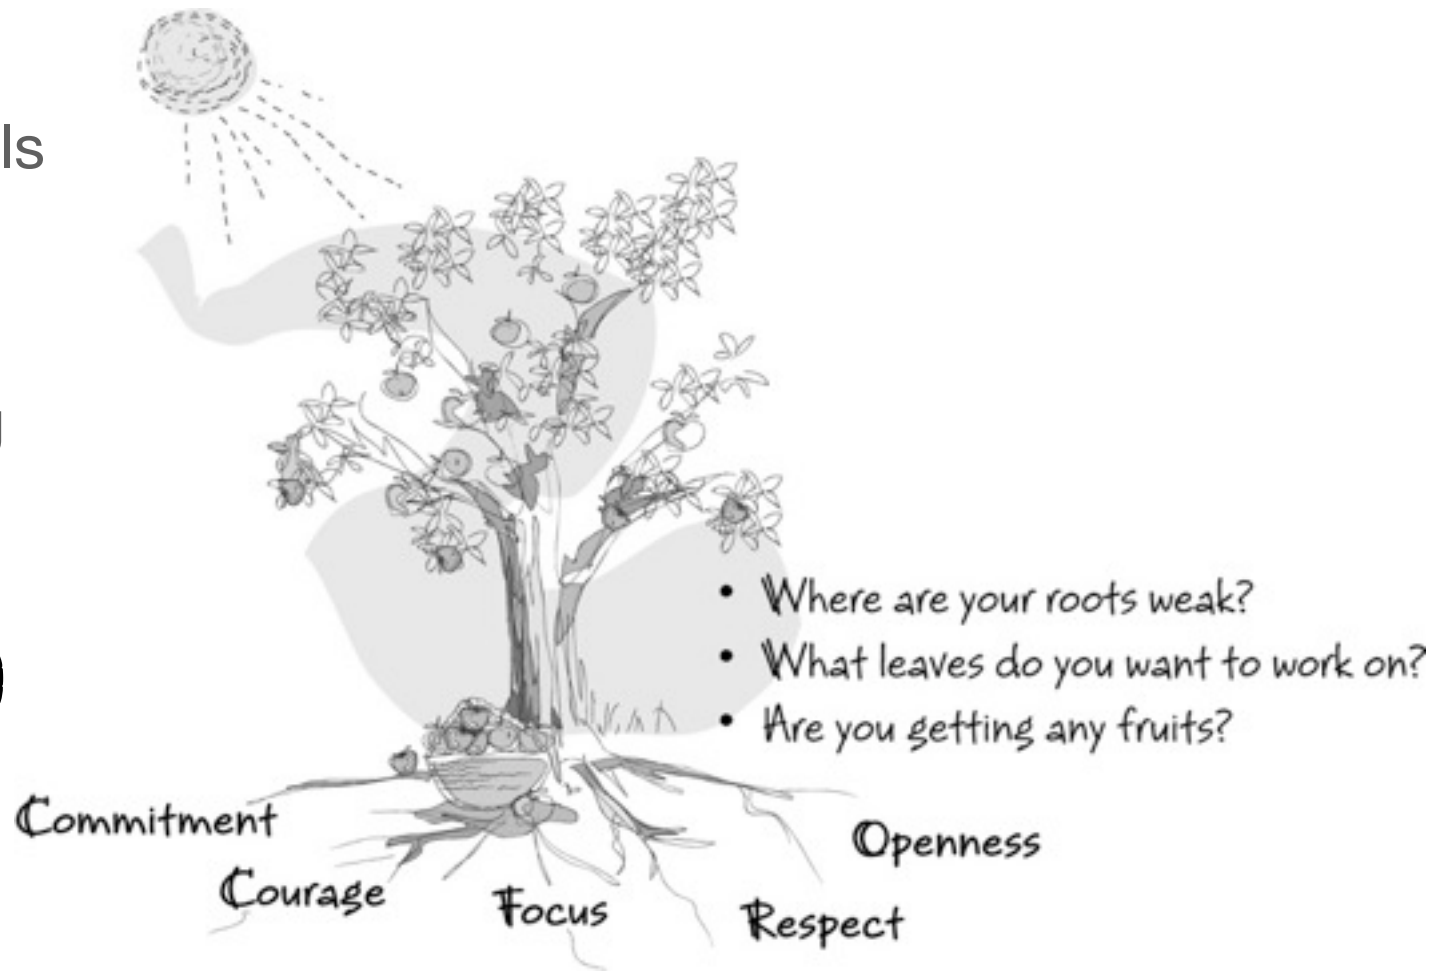 ls
Where are your roots weak?
What leaves do you want to work on?
Are you getting any fruits?
Commitment
Openness
Courage
Focus
Respect